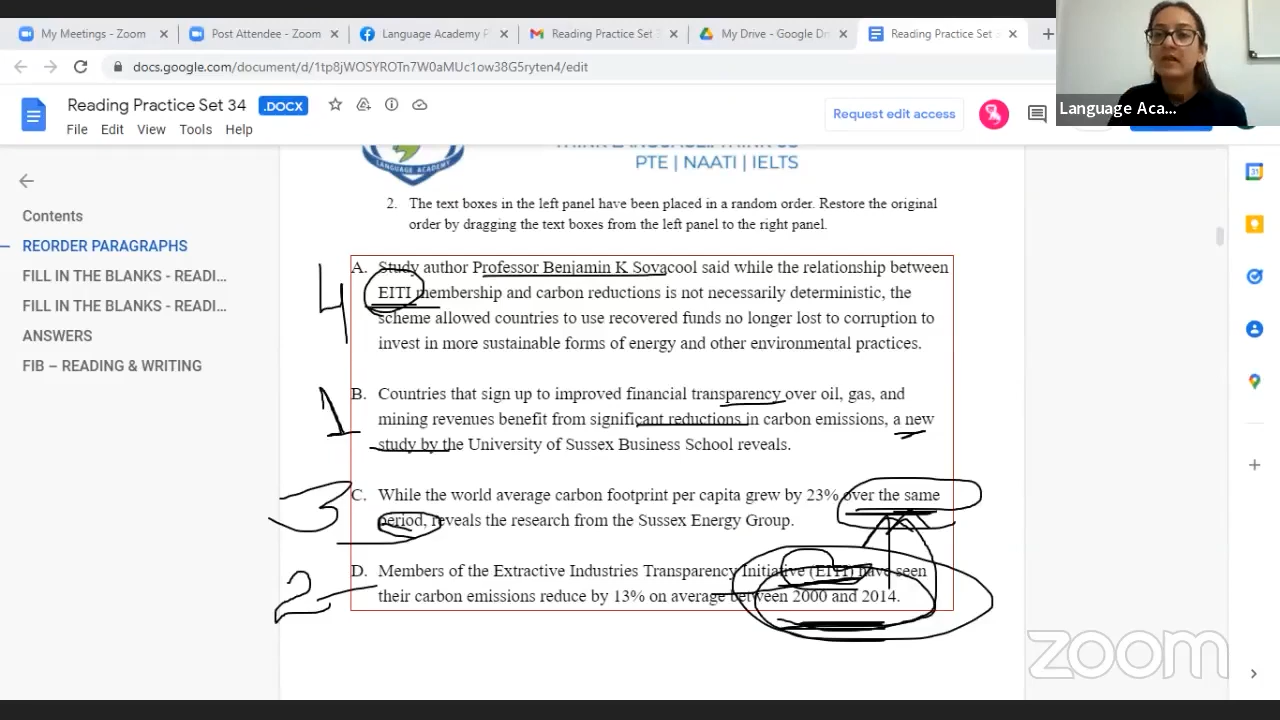 My Meetings - Zoom
Post Attendee - Zoom
Language Academy P
Reading Practice Set 3
My Drive - Google Dri
Reading Practice Set
docs.google.com/document/d/1tp8jWOSYROTn7W0aMUc1ow38G5ryten4/edit
Language Aca...
Reading Practice Set 34 .DOCX
Request edit access
File Edit View Tools Help
LANGUAGE ACADEMY
PTE | NAATI | IELTS
Contents
REORDER PARAGRAPHS
FILL IN THE BLANKS - READI...
FILL IN THE BLANKS - READI...
ANSWERS
FIB – READING & WRITING
2. The text boxes in the left panel have been placed in a random order. Restore the original
order by dragging the text boxes from the left panel to the right panel.
4
A. Study author Professor Benjamin K Sovacool said while the relationship between
EITI membership and carbon reductions is not necessarily deterministic, the
scheme allowed countries to use recovered funds no longer lost to corruption to
invest in more sustainable forms of energy and other environmental practices.
1
B. Countries that sign up to improved financial transparency over oil, gas, and
mining revenues benefit from significant reductions in carbon emissions, a new
study by the University of Sussex Business School reveals.
3
C. While the world average carbon footprint per capita grew by 23% over the same
period, reveals the research from the Sussex Energy Group.
2
D. Members of the Extractive Industries Transparency Initiative (EITI) have seen
their carbon emissions reduce by 13% on average between 2000 and 2014.
zoom